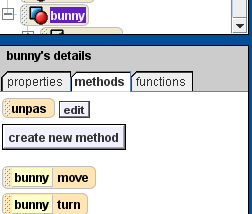 bunny
bunny's details
properties methods functions
unpas edit
create new method
bunny move
bunny turn